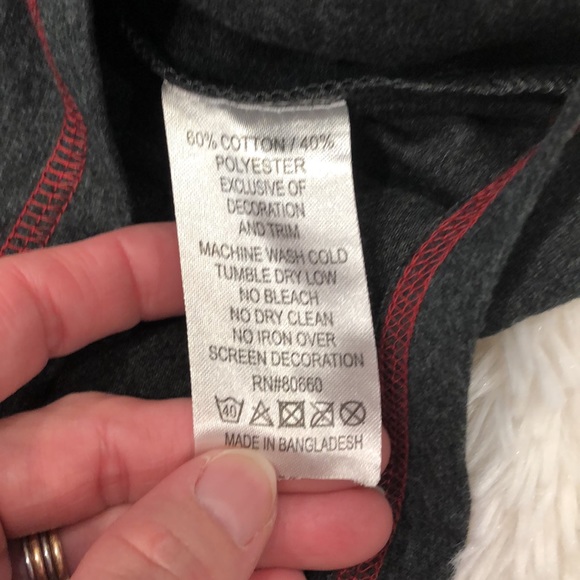 60% COTTON / 40%
POLYESTER
EXCLUSIVE OF
DECORATION
AND TRIM
MACHINE WASH COLD
TUMBLE DRY LOW
NO BLEACH
NO DRY CLEAN
NO IRON OVER
SCREEN DECORATION
RN#80660
40
MADE IN BANGLADESH